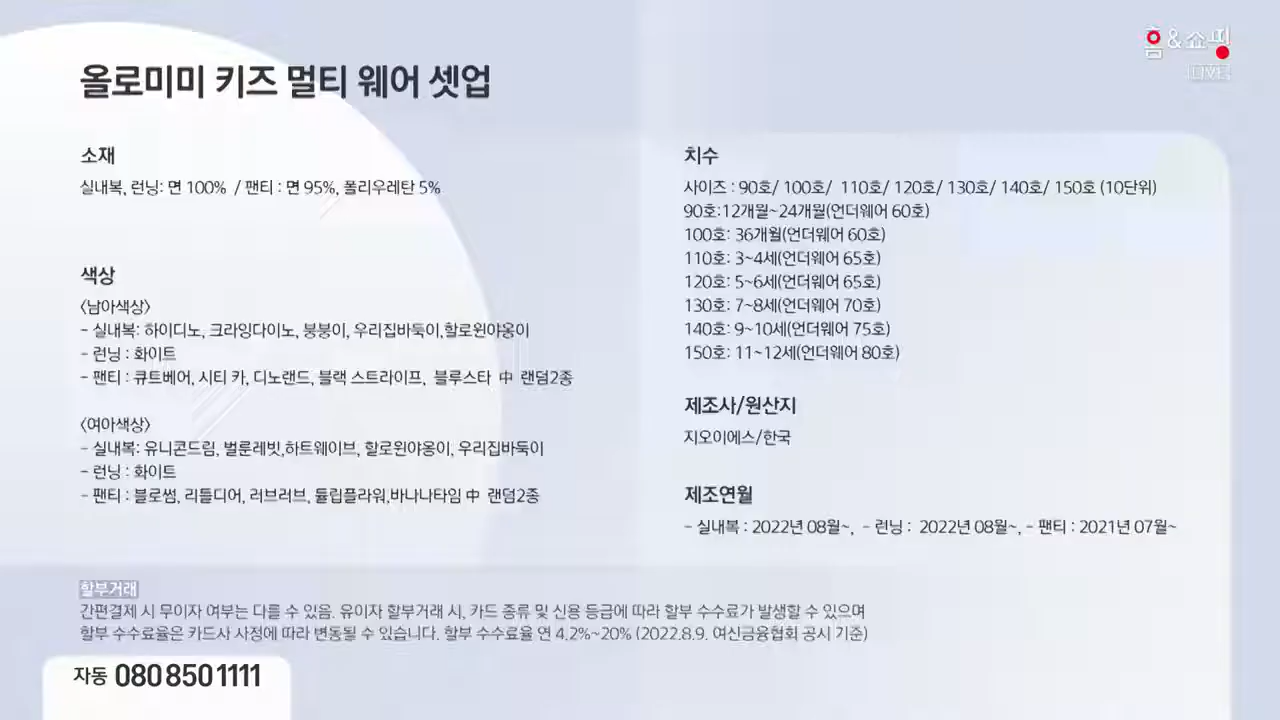 홈&쇼핑
LIVE
올로미미 키즈 멀티 웨어 셋업
소재
실내복, 런닝: 면 100% / 팬티 : 면 95%, 폴리우레탄 5%
색상
<남아색상>
- 실내복: 하이디노, 크라잉다이노, 붕붕이, 우리집바둑이,할로윈야옹이
- 런닝 : 화이트
- 팬티 : 큐트베어, 시티 카, 디노랜드, 블랙 스트라이프, 블루스타 中 랜덤2종
<여아색상>
- 실내복: 유니콘드림, 벌룬레빗,하트웨이브, 할로윈야옹이, 우리집바둑이
- 런닝 : 화이트
- 팬티 : 블로썸, 리틀디어, 러브러브, 튤립플라워,바나나타임 中 랜덤2종
치수
사이즈 : 90호/ 100호/ 110호/ 120호/ 130호/ 140호/ 150호 (10단위)
90호:12개월~24개월(언더웨어 60호)
100호: 36개월(언더웨어 60호)
110호: 3~4세(언더웨어 65호)
120호: 5~6세(언더웨어 65호)
130호: 7~8세(언더웨어 70호)
140호: 9~10세(언더웨어 75호)
150호: 11~12세(언더웨어 80호)
제조사/원산지
지오이에스/한국
제조연월
- 실내복 : 2022년 08월~, - 런닝 : 2022년 08월~, - 팬티 : 2021년 07월~
할부거래
간편결제 시 무이자 여부는 다를 수 있음. 유이자 할부거래 시, 카드 종류 및 신용 등급에 따라 할부 수수료가 발생할 수 있으며
할부 수수료율은 카드사 사정에 따라 변동될 수 있습니다. 할부 수수료율 연 4.2%~20% (2022.8.9. 여신금융협회 공시 기준)
자동 080 850 1111